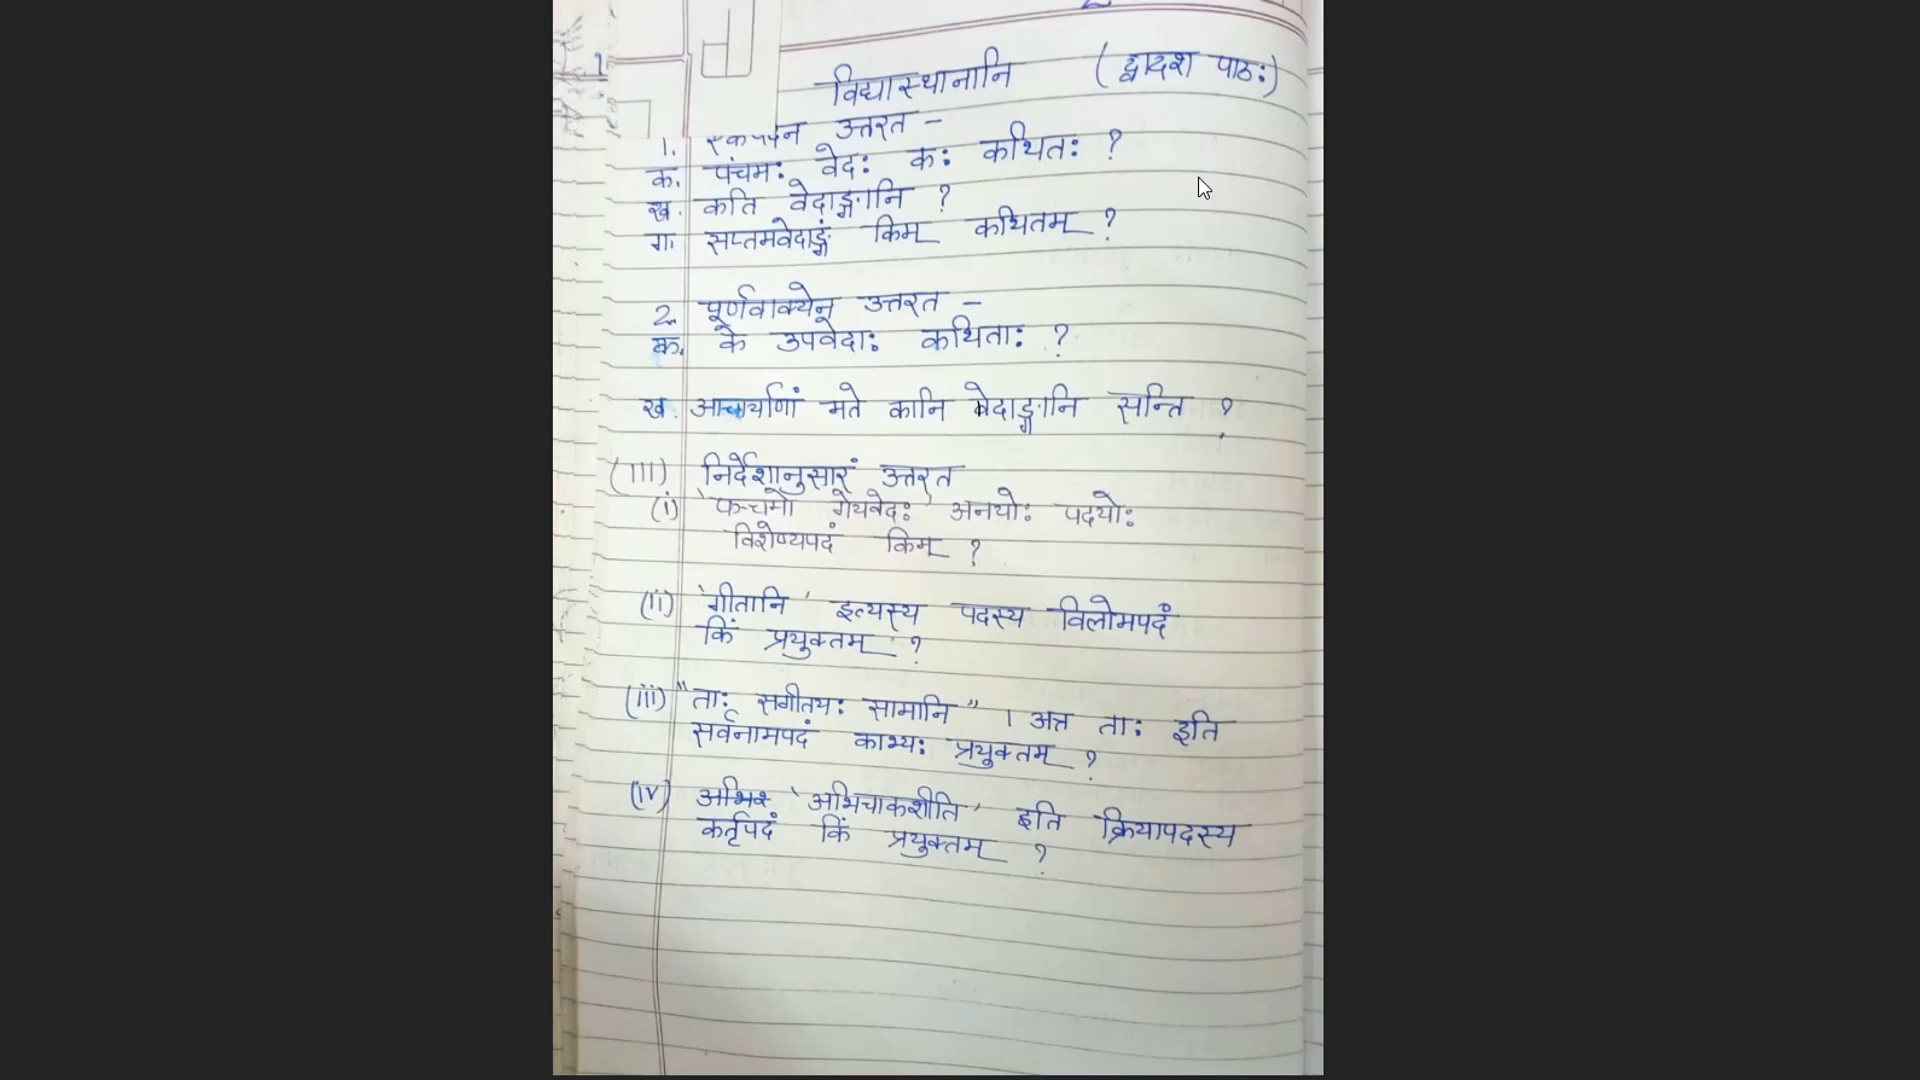 विद्यास्थानानि (द्वादश पाठः)
1. एकपदेन उत्तरत -
क. पंचमः वेदः कः कथितः ?
ख. कति वेदाङ्गानि ?
ग. सप्तमवेदाङ्गं किम् कथितम् ?
2. पूर्णवाक्येन उत्तरत -
क. के उपवेदाः कथिताः ?
ख. आचार्याणां मते कानि वेदाङ्गानि सन्ति ?
(III) निर्देशानुसारं उत्तरत
(i) 'पञ्चमो गेयवेदः' अनयोः पदयोः
विशेष्यपदं किम् ?
(ii) 'गीतानि' इत्यस्य पदस्य विलोमपदं
किं प्रयुक्तम् ?
(iii) "ताः सगीतयः सामानि" । अत्र ताः इति
सर्वनामपदं काभ्यः प्रयुक्तम् ?
(iv) 'अभिचाकशीति' इति क्रियापदस्य
कर्तृपदं किं प्रयुक्तम् ?